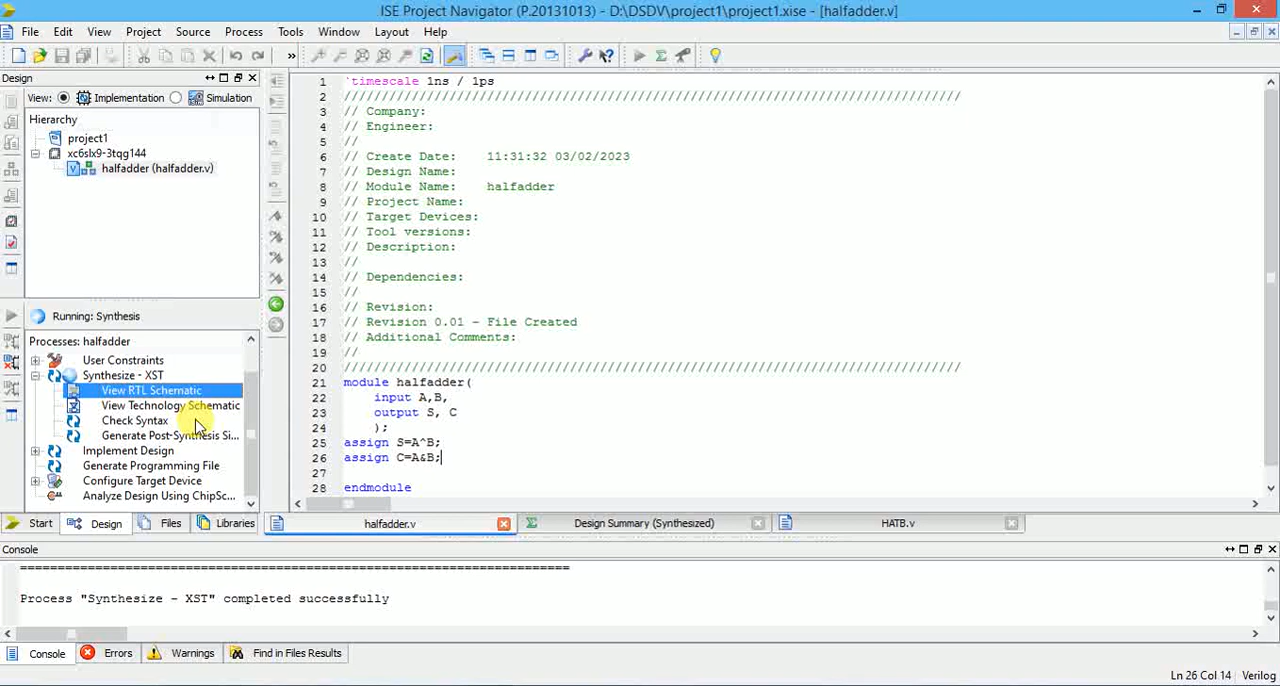 ISE Project Navigator (P.20131013) - D:\DSDV\project1\project1.xise - [halfadder.v]
File Edit View Project Source Process Tools Window Layout Help
Design
View: Implementation Simulation
Hierarchy
project1
xc6slx9-3tqg144
halfadder (halfadder.v)
Running: Synthesis
Processes: halfadder
User Constraints
Synthesize - XST
View RTL Schematic
View Technology Schematic
Check Syntax
Generate Post-Synthesis Si...
Implement Design
Generate Programming File
Configure Target Device
Analyze Design Using ChipSc...
Start Design Files Libraries
1 `timescale 1ns / 1ps
2 //////////////////////////////////////////////////////////////////////////////////
3 // Company:
4 // Engineer:
5 //
6 // Create Date: 11:31:32 03/02/2023
7 // Design Name:
8 // Module Name: halfadder
9 // Project Name:
10 // Target Devices:
11 // Tool versions:
12 // Description:
13 //
14 // Dependencies:
15 //
16 // Revision:
17 // Revision 0.01 - File Created
18 // Additional Comments:
19 //
20 //////////////////////////////////////////////////////////////////////////////////
21 module halfadder(
22 input A,B,
23 output S, C
24 );
25 assign S=A^B;
26 assign C=A&B;
27
28 endmodule
halfadder.v Design Summary (Synthesized) HATB.v
Console
=========================================================================
Process "Synthesize - XST" completed successfully
Console Errors Warnings Find in Files Results
Ln 26 Col 14 Verilog